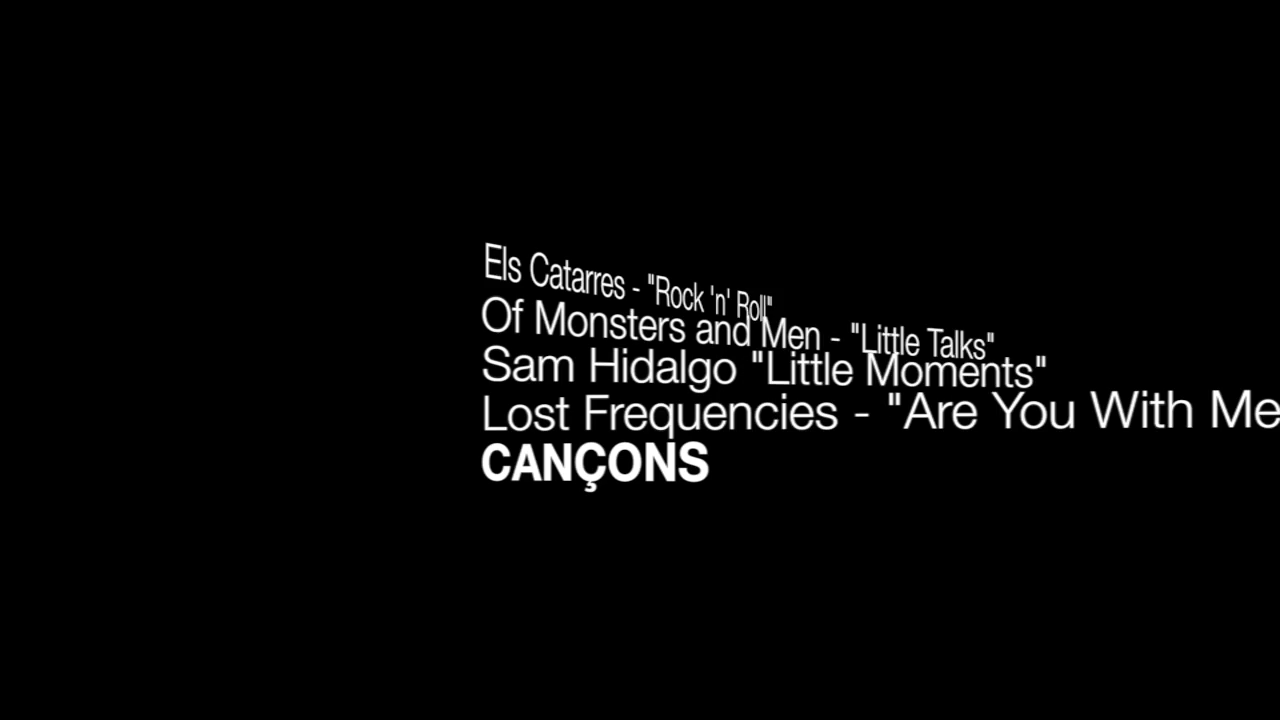 Els Catarres - "Rock 'n' Roll"
Of Monsters and Men - "Little Talks"
Sam Hidalgo "Little Moments"
Lost Frequencies - "Are You With Me
CANÇONS